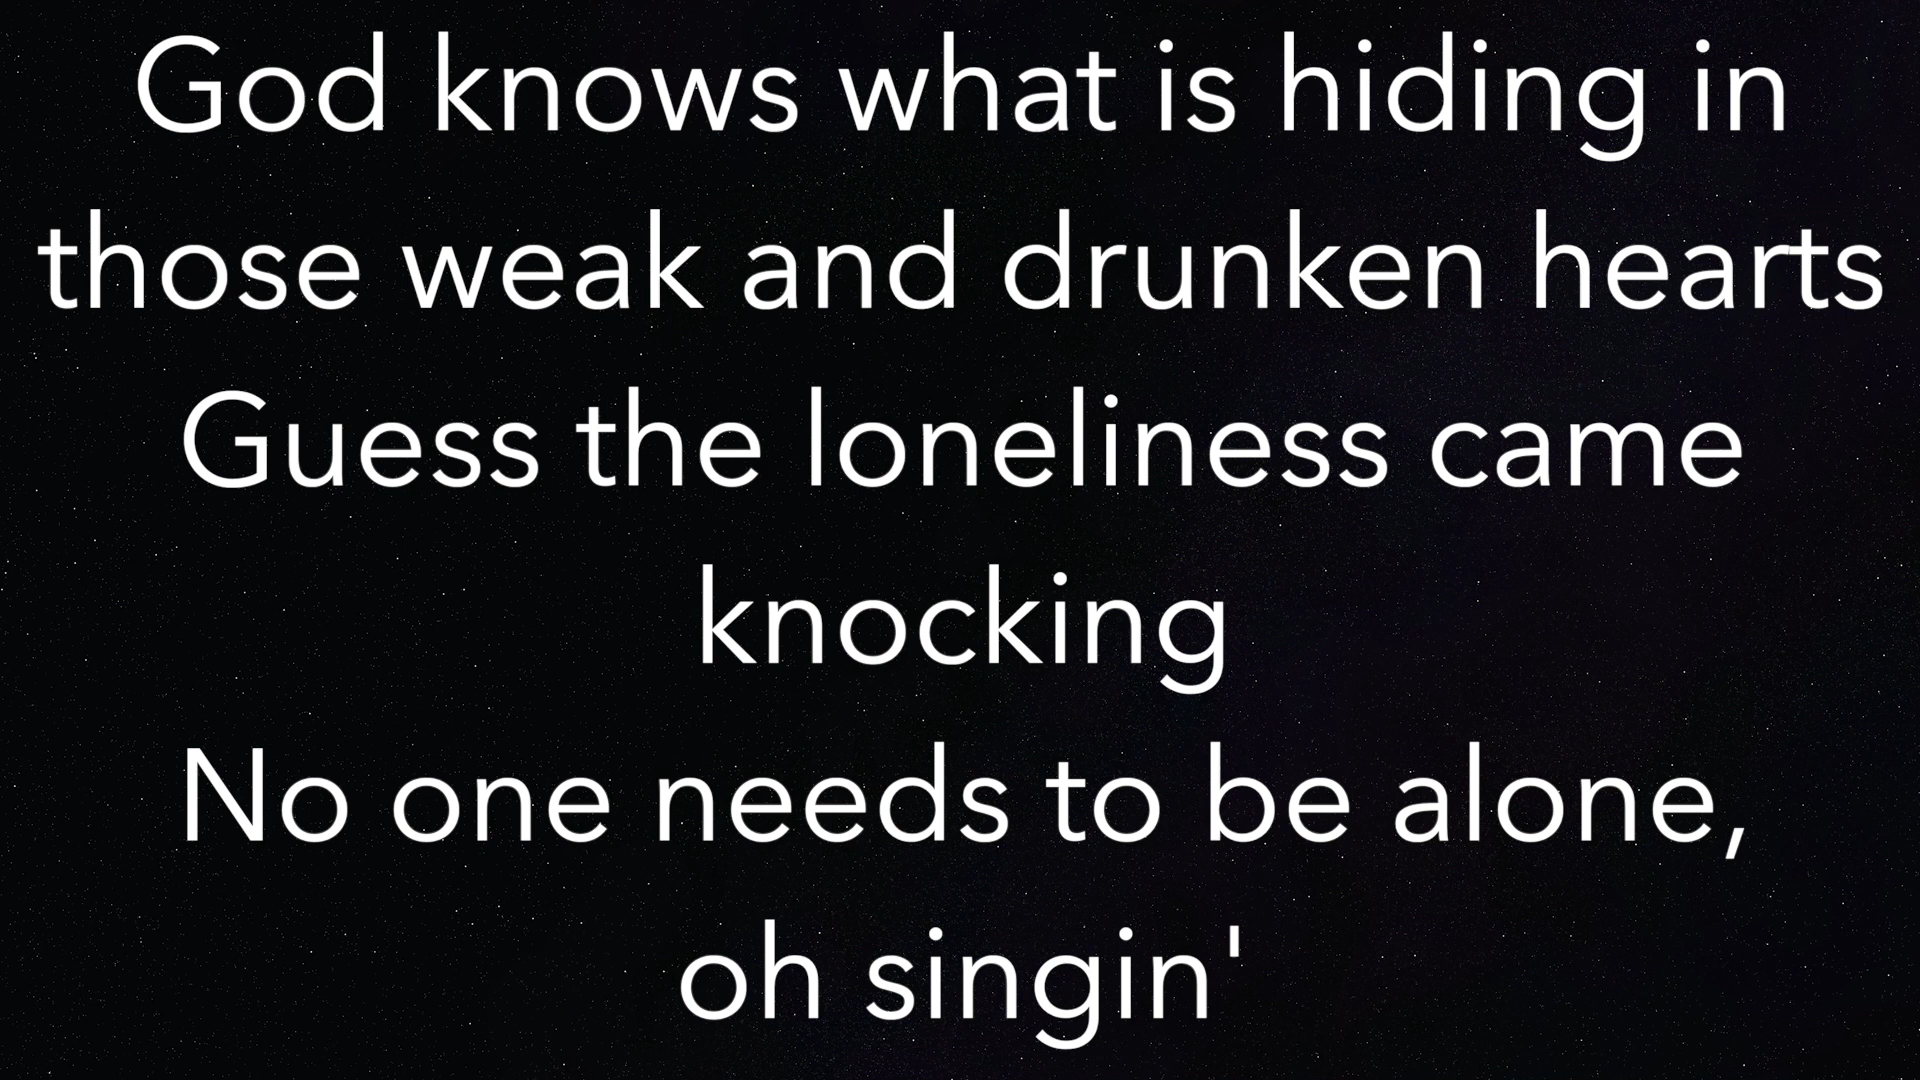 God knows what is hiding in
those weak and drunken hearts
Guess the loneliness came
knocking
No one needs to be alone,
oh singin'